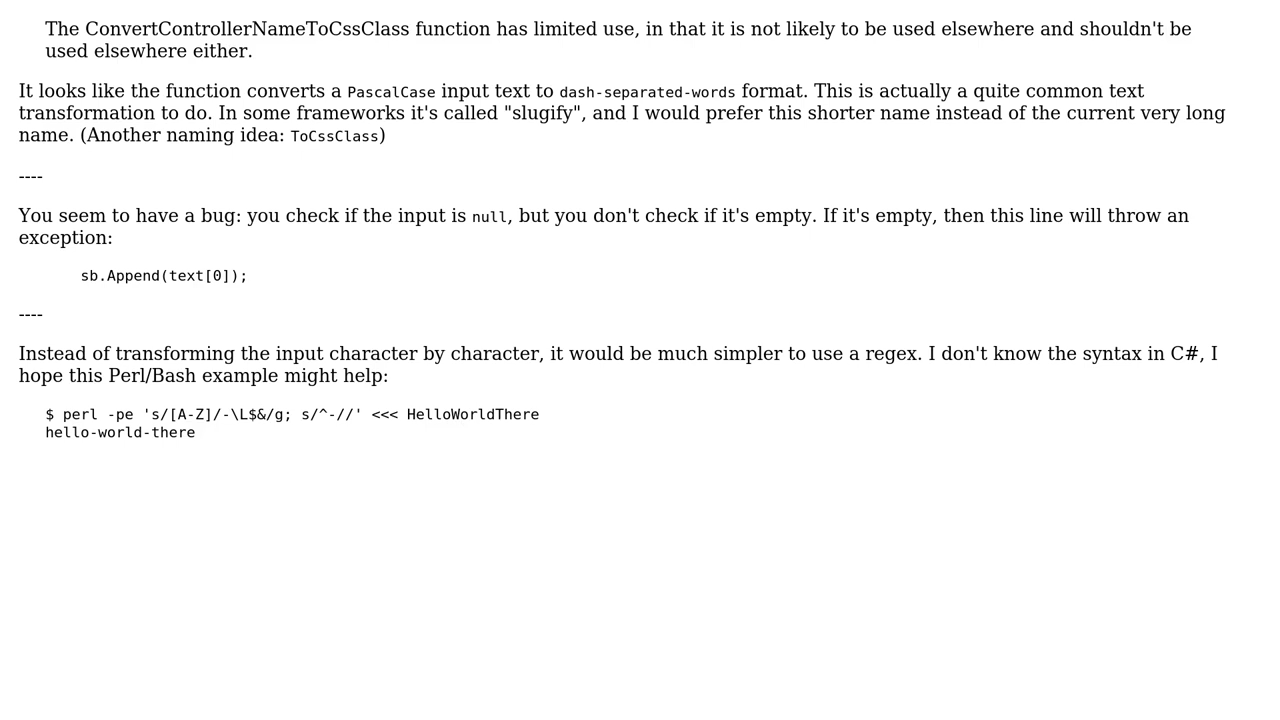 The ConvertControllerNameToCssClass function has limited use, in that it is not likely to be used elsewhere and shouldn't be
used elsewhere either.
It looks like the function converts a PascalCase input text to dash-separated-words format. This is actually a quite common text
transformation to do. In some frameworks it's called "slugify", and I would prefer this shorter name instead of the current very long
name. (Another naming idea: ToCssClass)
----
You seem to have a bug: you check if the input is null, but you don't check if it's empty. If it's empty, then this line will throw an
exception:
sb.Append(text[0]);
----
Instead of transforming the input character by character, it would be much simpler to use a regex. I don't know the syntax in C#, I
hope this Perl/Bash example might help:
$ perl -pe 's/[A-Z]/-\L$&/g; s/^-//' <<< HelloWorldThere
hello-world-there